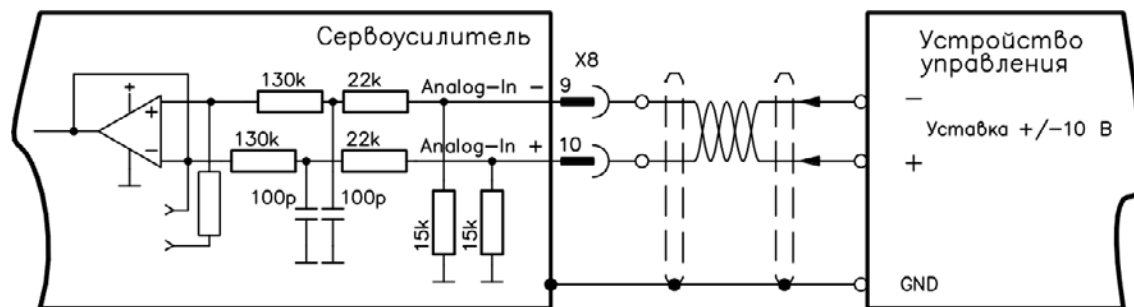 Сервоусилитель
X8
Устройство
управления
130k
22k
Analog-In -
9
-
+
+
Уставка +/-10 В
130k
22k
Analog-In +
10
+
-
100p
100p
15k
15k
GND